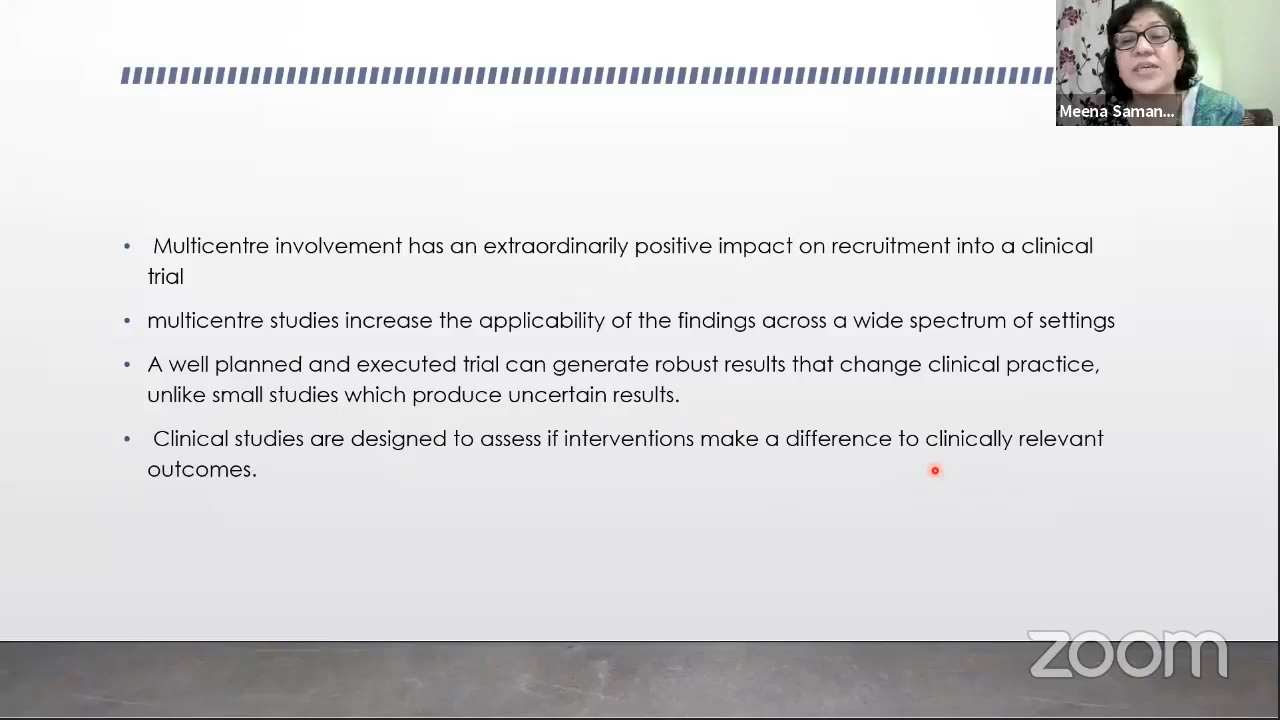 Meena Saman...
Multicentre involvement has an extraordinarily positive impact on recruitment into a clinical
trial
multicentre studies increase the applicability of the findings across a wide spectrum of settings
A well planned and executed trial can generate robust results that change clinical practice,
unlike small studies which produce uncertain results.
Clinical studies are designed to assess if interventions make a difference to clinically relevant
outcomes.
zoom